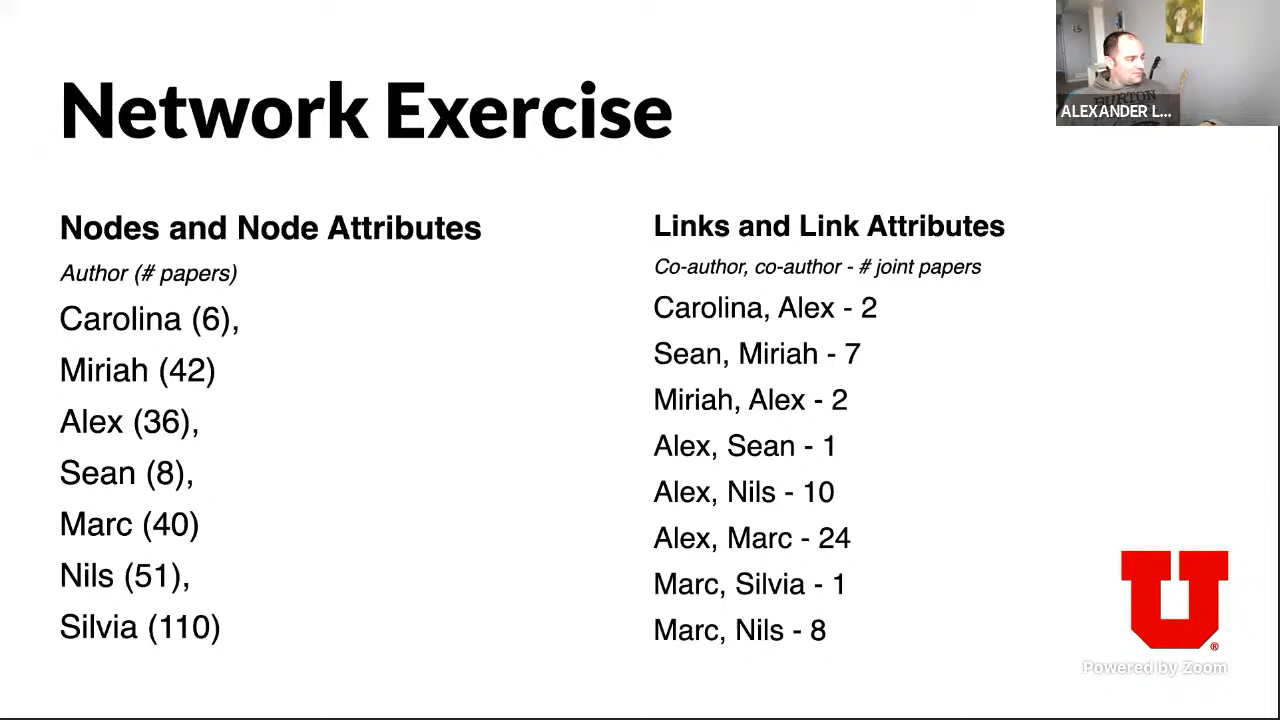 Network Exercise
Nodes and Node Attributes
Author (# papers)
Carolina (6),
Miriah (42)
Alex (36),
Sean (8),
Marc (40)
Nils (51),
Silvia (110)
Links and Link Attributes
Co-author, co-author - # joint papers
Carolina, Alex - 2
Sean, Miriah - 7
Miriah, Alex - 2
Alex, Sean - 1
Alex, Nils - 10
Alex, Marc - 24
Marc, Silvia - 1
Marc, Nils - 8
BURTON
ALEXANDER L...
U
®
Powered by Zoom